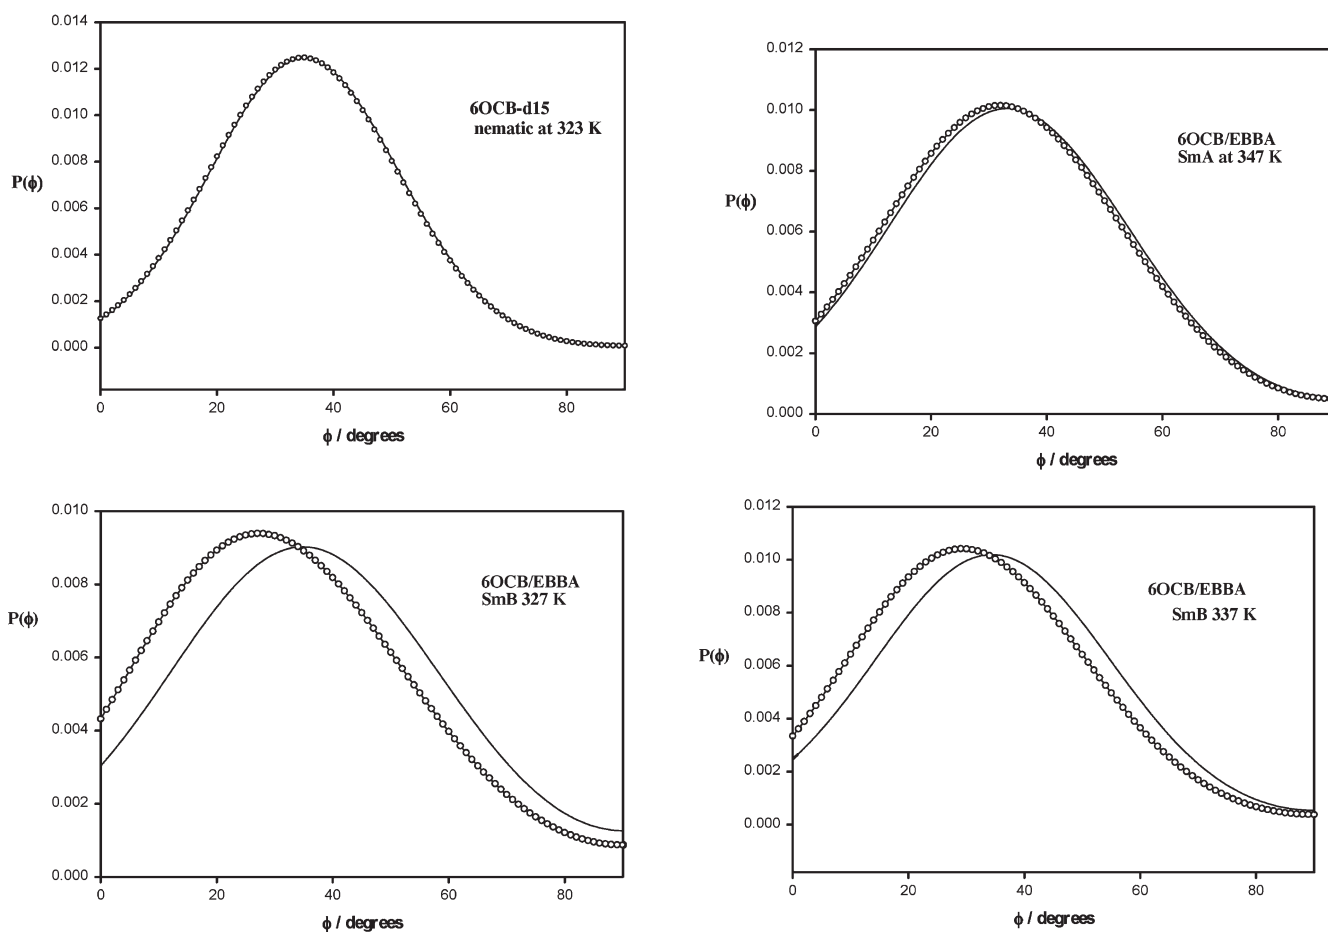 0.014
0.012
0.010
0.008
0.006
0.004
0.002
0.000
P(ϕ)
6OCB-d15
nematic at 323 K
0 20 40 60 80
ϕ / degrees
0.012
0.010
0.008
0.006
0.004
0.002
0.000
P(ϕ)
6OCB/EBBA
SmA at 347 K
0 20 40 60 80
ϕ / degrees
0.010
0.008
0.006
0.004
0.002
0.000
P(ϕ)
6OCB/EBBA
SmB 327 K
0 20 40 60 80
ϕ / degrees
0.012
0.010
0.008
0.006
0.004
0.002
0.000
P(ϕ)
6OCB/EBBA
SmB 337 K
0 20 40 60 80
ϕ / degrees